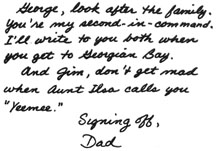 George, look after the family.
You're my second-in-command.
I'll write to you both when
you get to Georgian Bay.
And Jim, don't get mad
when Aunt Ilsa calls you
"Yeemee."
Signing off,
Dad